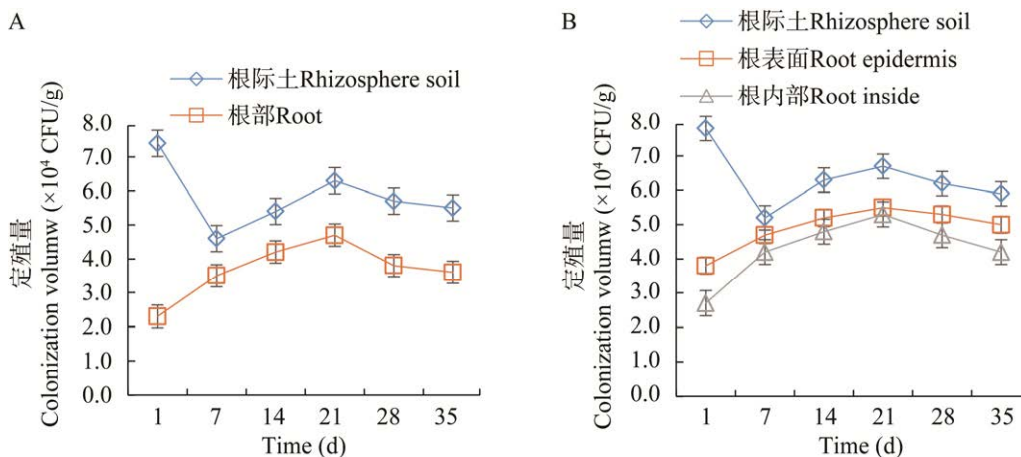 A
根际土Rhizosphere soil
根部Root
定殖量
Colonization volumw (×10⁴ CFU/g)
8.0
7.0
6.0
5.0
4.0
3.0
2.0
1.0
0.0
1 7 14 21 28 35
Time (d)
B
根际土Rhizosphere soil
根表面Root epidermis
根内部Root inside
定殖量
Colonization volumw (×10⁴ CFU/g)
8.0
7.0
6.0
5.0
4.0
3.0
2.0
1.0
0.0
1 7 14 21 28 35
Time (d)